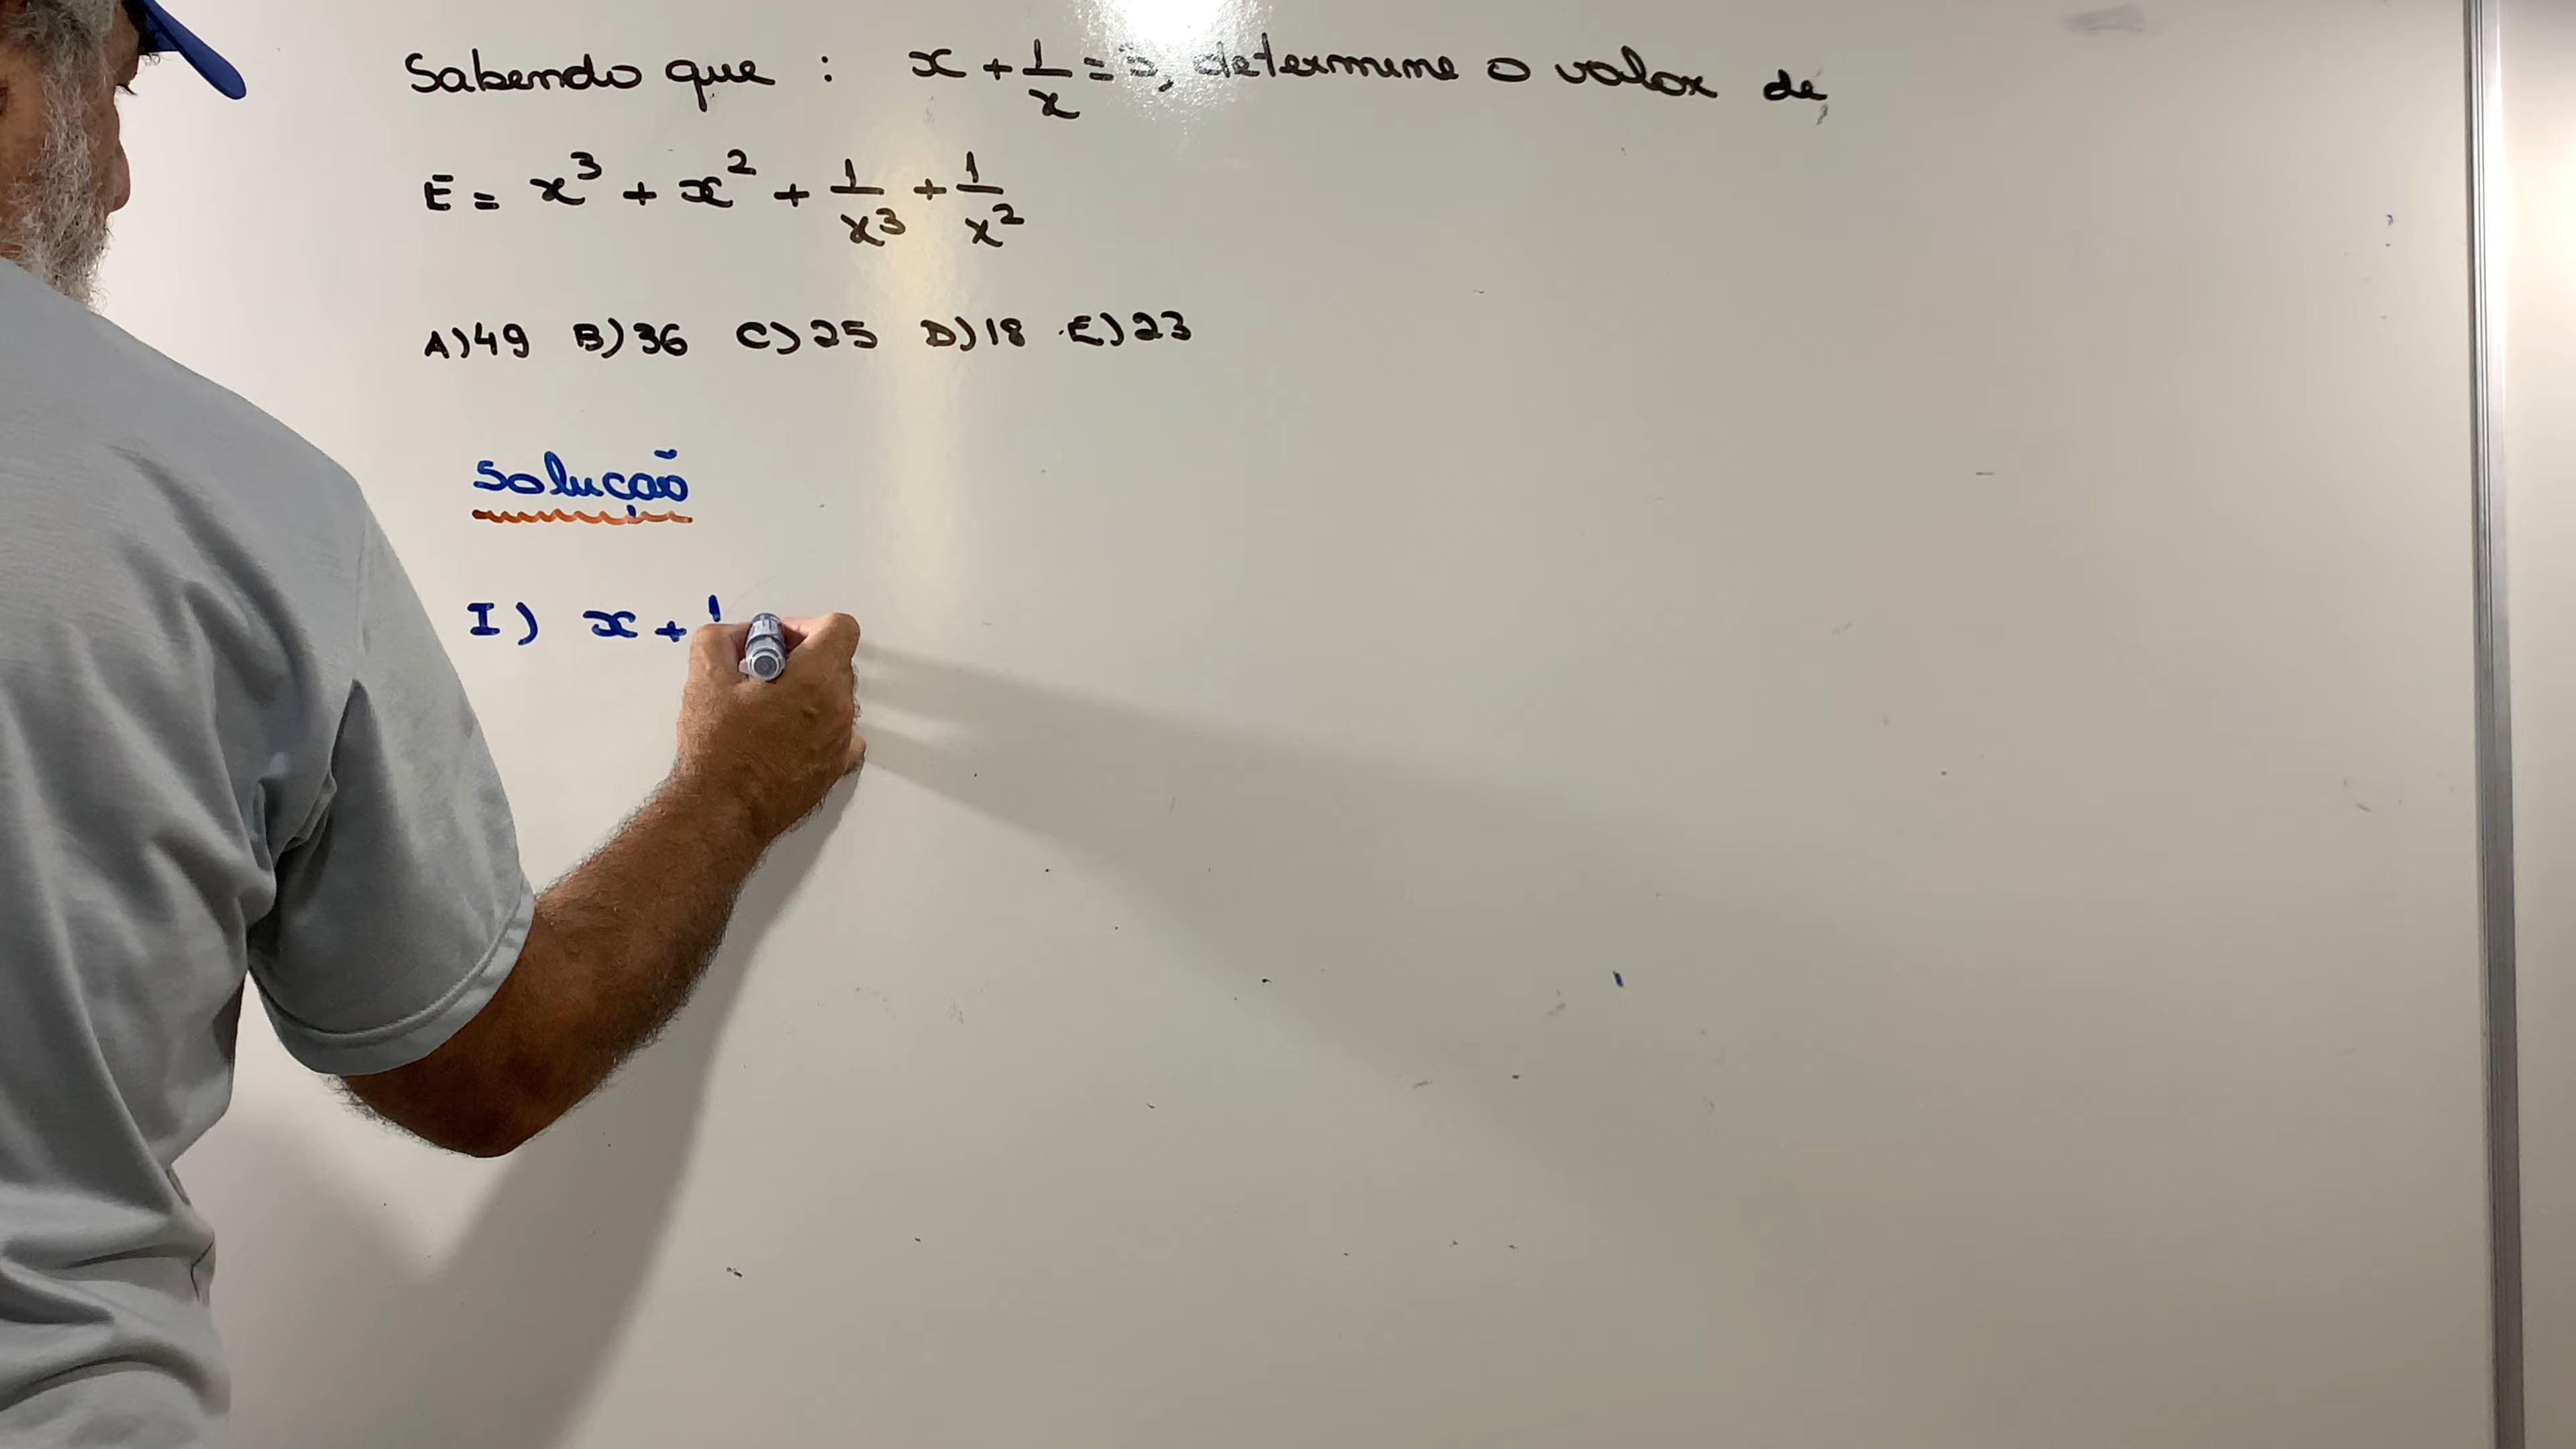 Sabendo que : x + 1/x = 3, determine o valor de,
E = x³ + x² + 1/x³ + 1/x²
A) 49 B) 36 C) 25 D) 18 E) 23
Solução
I) x + 1